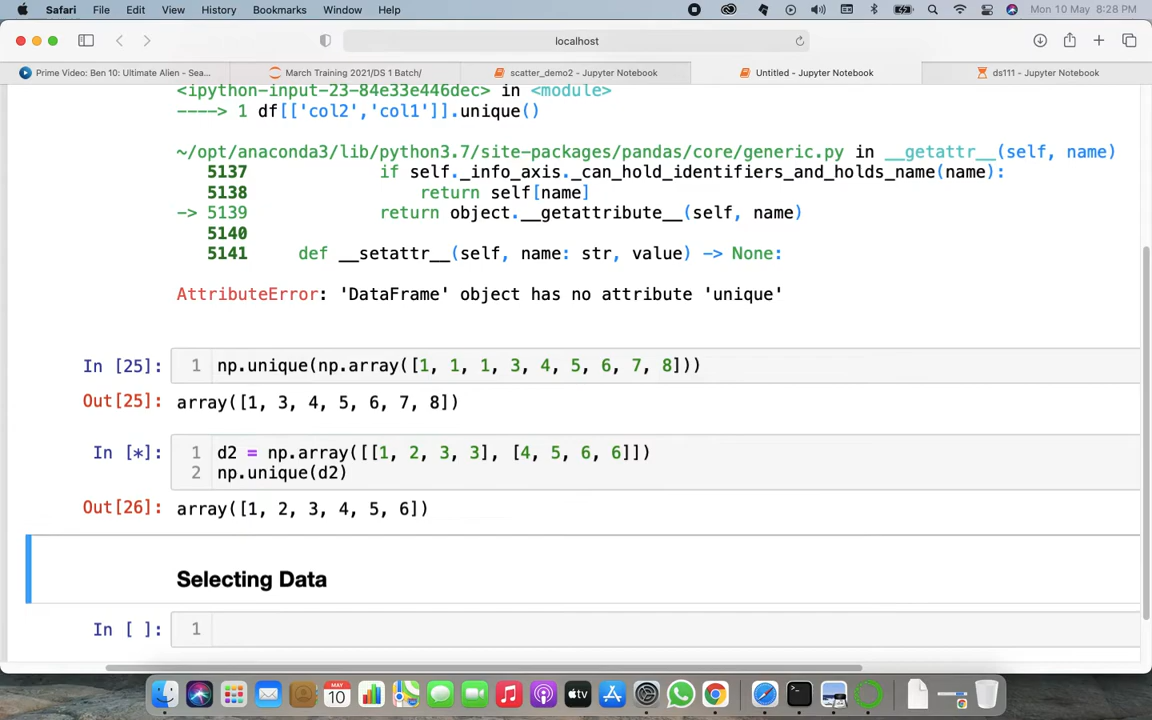 Safari File Edit View History Bookmarks Window Help Mon 10 May 8:28 PM
localhost
Prime Video: Ben 10: Ultimate Alien - Sea... March Training 2021/DS 1 Batch/ scatter_demo2 - Jupyter Notebook Untitled - Jupyter Notebook ds111 - Jupyter Notebook
<ipython-input-23-84e33e446dec> in <module>
----> 1 df[['col2','col1']].unique()
~/opt/anaconda3/lib/python3.7/site-packages/pandas/core/generic.py in __getattr__(self, name)
5137 if self._info_axis._can_hold_identifiers_and_holds_name(name):
5138 return self[name]
-> 5139 return object.__getattribute__(self, name)
5140
5141 def __setattr__(self, name: str, value) -> None:
AttributeError: 'DataFrame' object has no attribute 'unique'
In [25]: 1 np.unique(np.array([1, 1, 1, 3, 4, 5, 6, 7, 8]))
Out[25]: array([1, 3, 4, 5, 6, 7, 8])
In [*]: 1 d2 = np.array([[1, 2, 3, 3], [4, 5, 6, 6]])
2 np.unique(d2)
Out[26]: array([1, 2, 3, 4, 5, 6])
Selecting Data
In [ ]: 1
MAY
10
tv